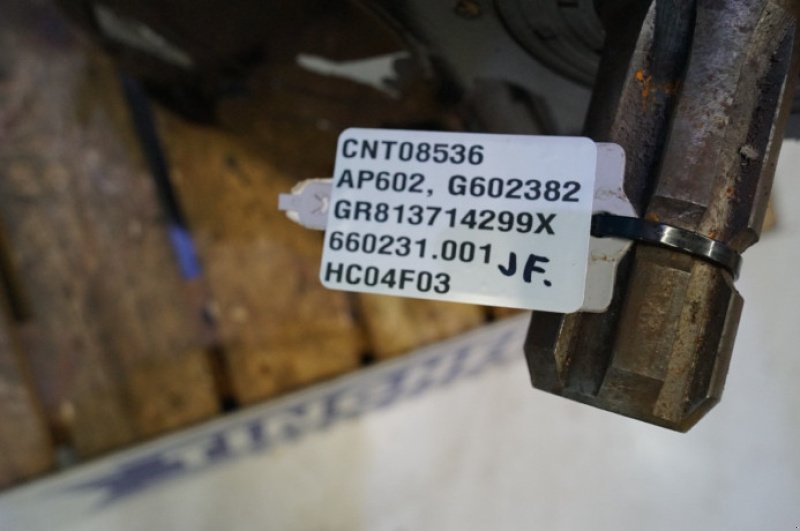 CNT08536
AP602, G602382
GR813714299X
660231.001 JF.
HC04F03